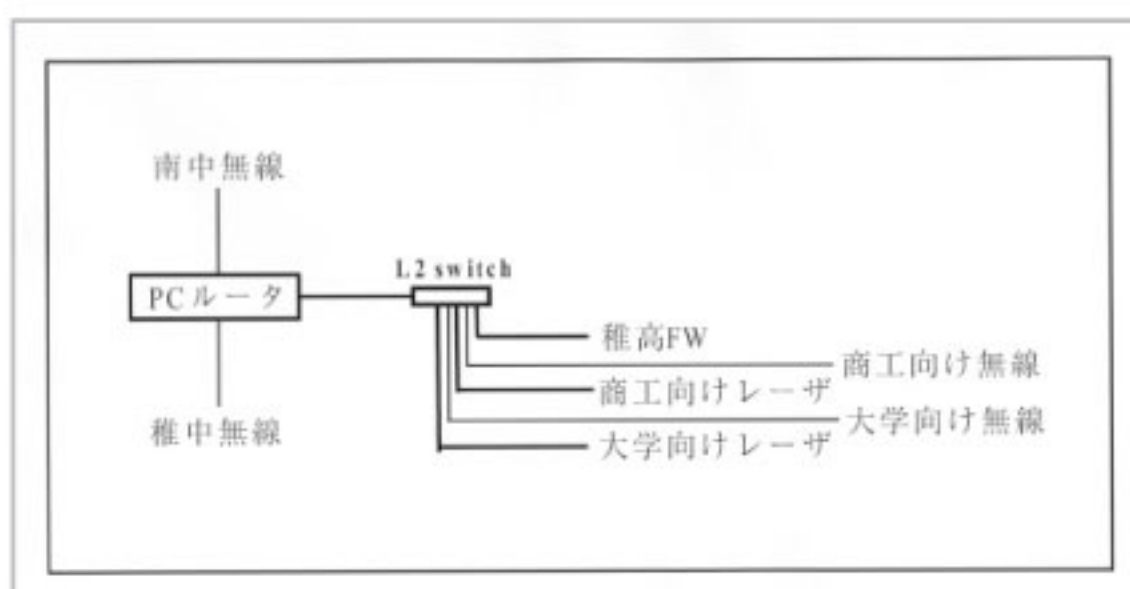 南中無線
L2 switch
PCルータ
稚高FW
商工向け無線
商工向けレーザ
大学向け無線
稚中無線
大学向けレーザ